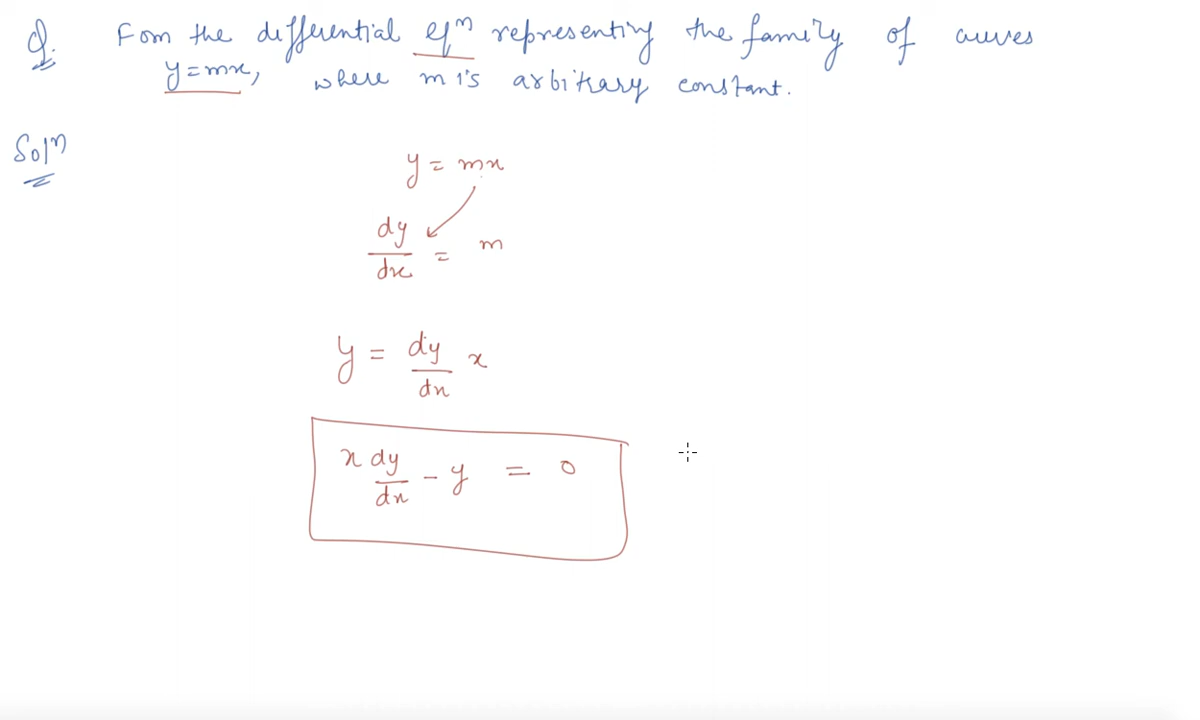 Q. Fom the differential eqn representing the family of curves
y=mx, where m is arbitrary constant.
Soln
y = mx
dy/dx = m
y = dy/dx x
x dy/dx - y = 0